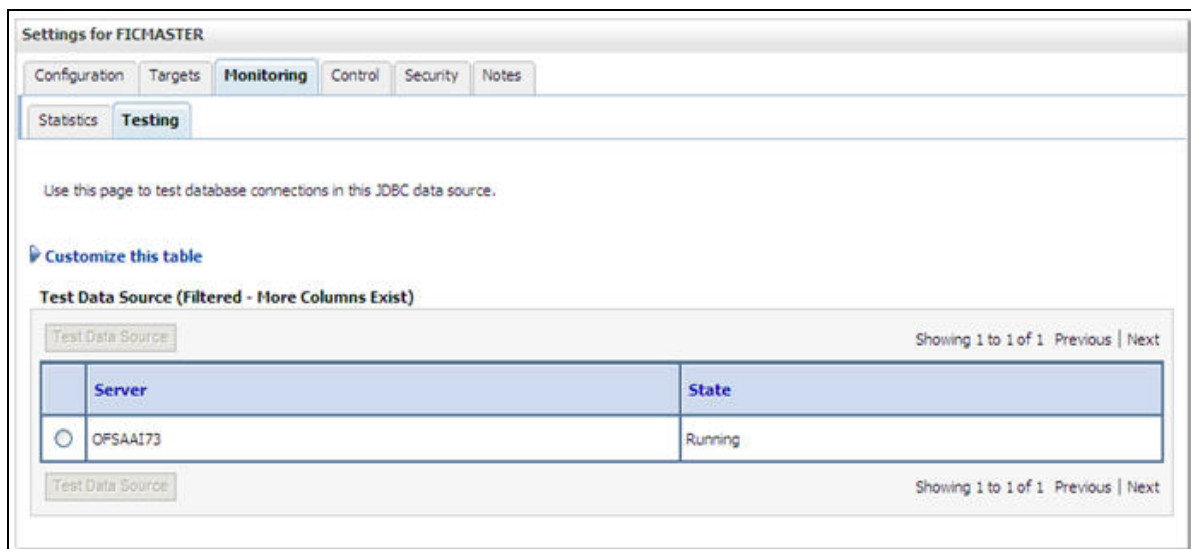 Settings for FICMASTER
Configuration Targets Monitoring Control Security Notes
Statistics Testing
Use this page to test database connections in this JDBC data source.
Customize this table
Test Data Source (Filtered - More Columns Exist)
Test Data Source Showing 1 to 1 of 1 Previous | Next
Server State
OFSAAI73 Running
Test Data Source Showing 1 to 1 of 1 Previous | Next